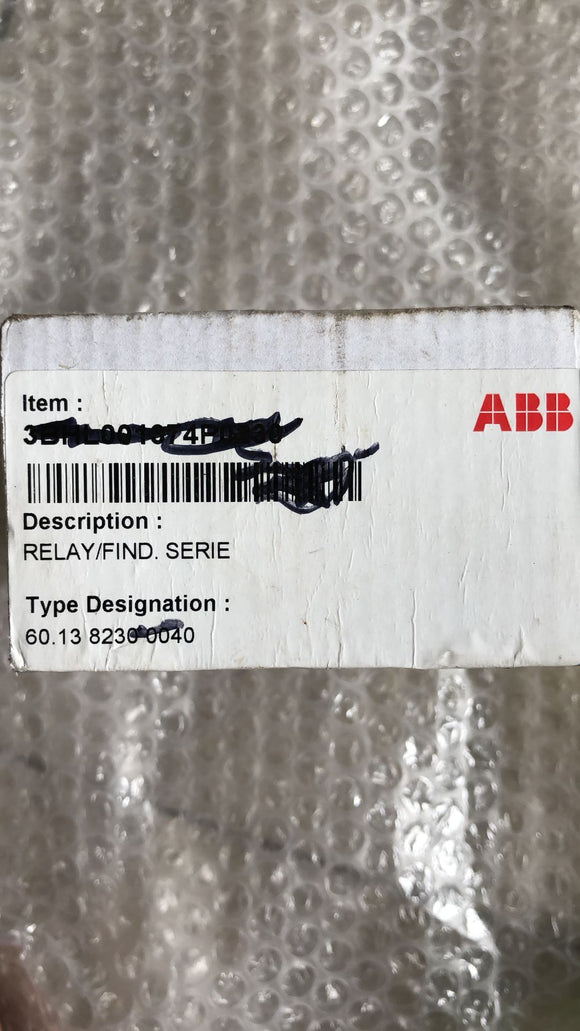 Item :
ABB
Description :
RELAY/FIND. SERIE
Type Designation :
60.13 8230 0040